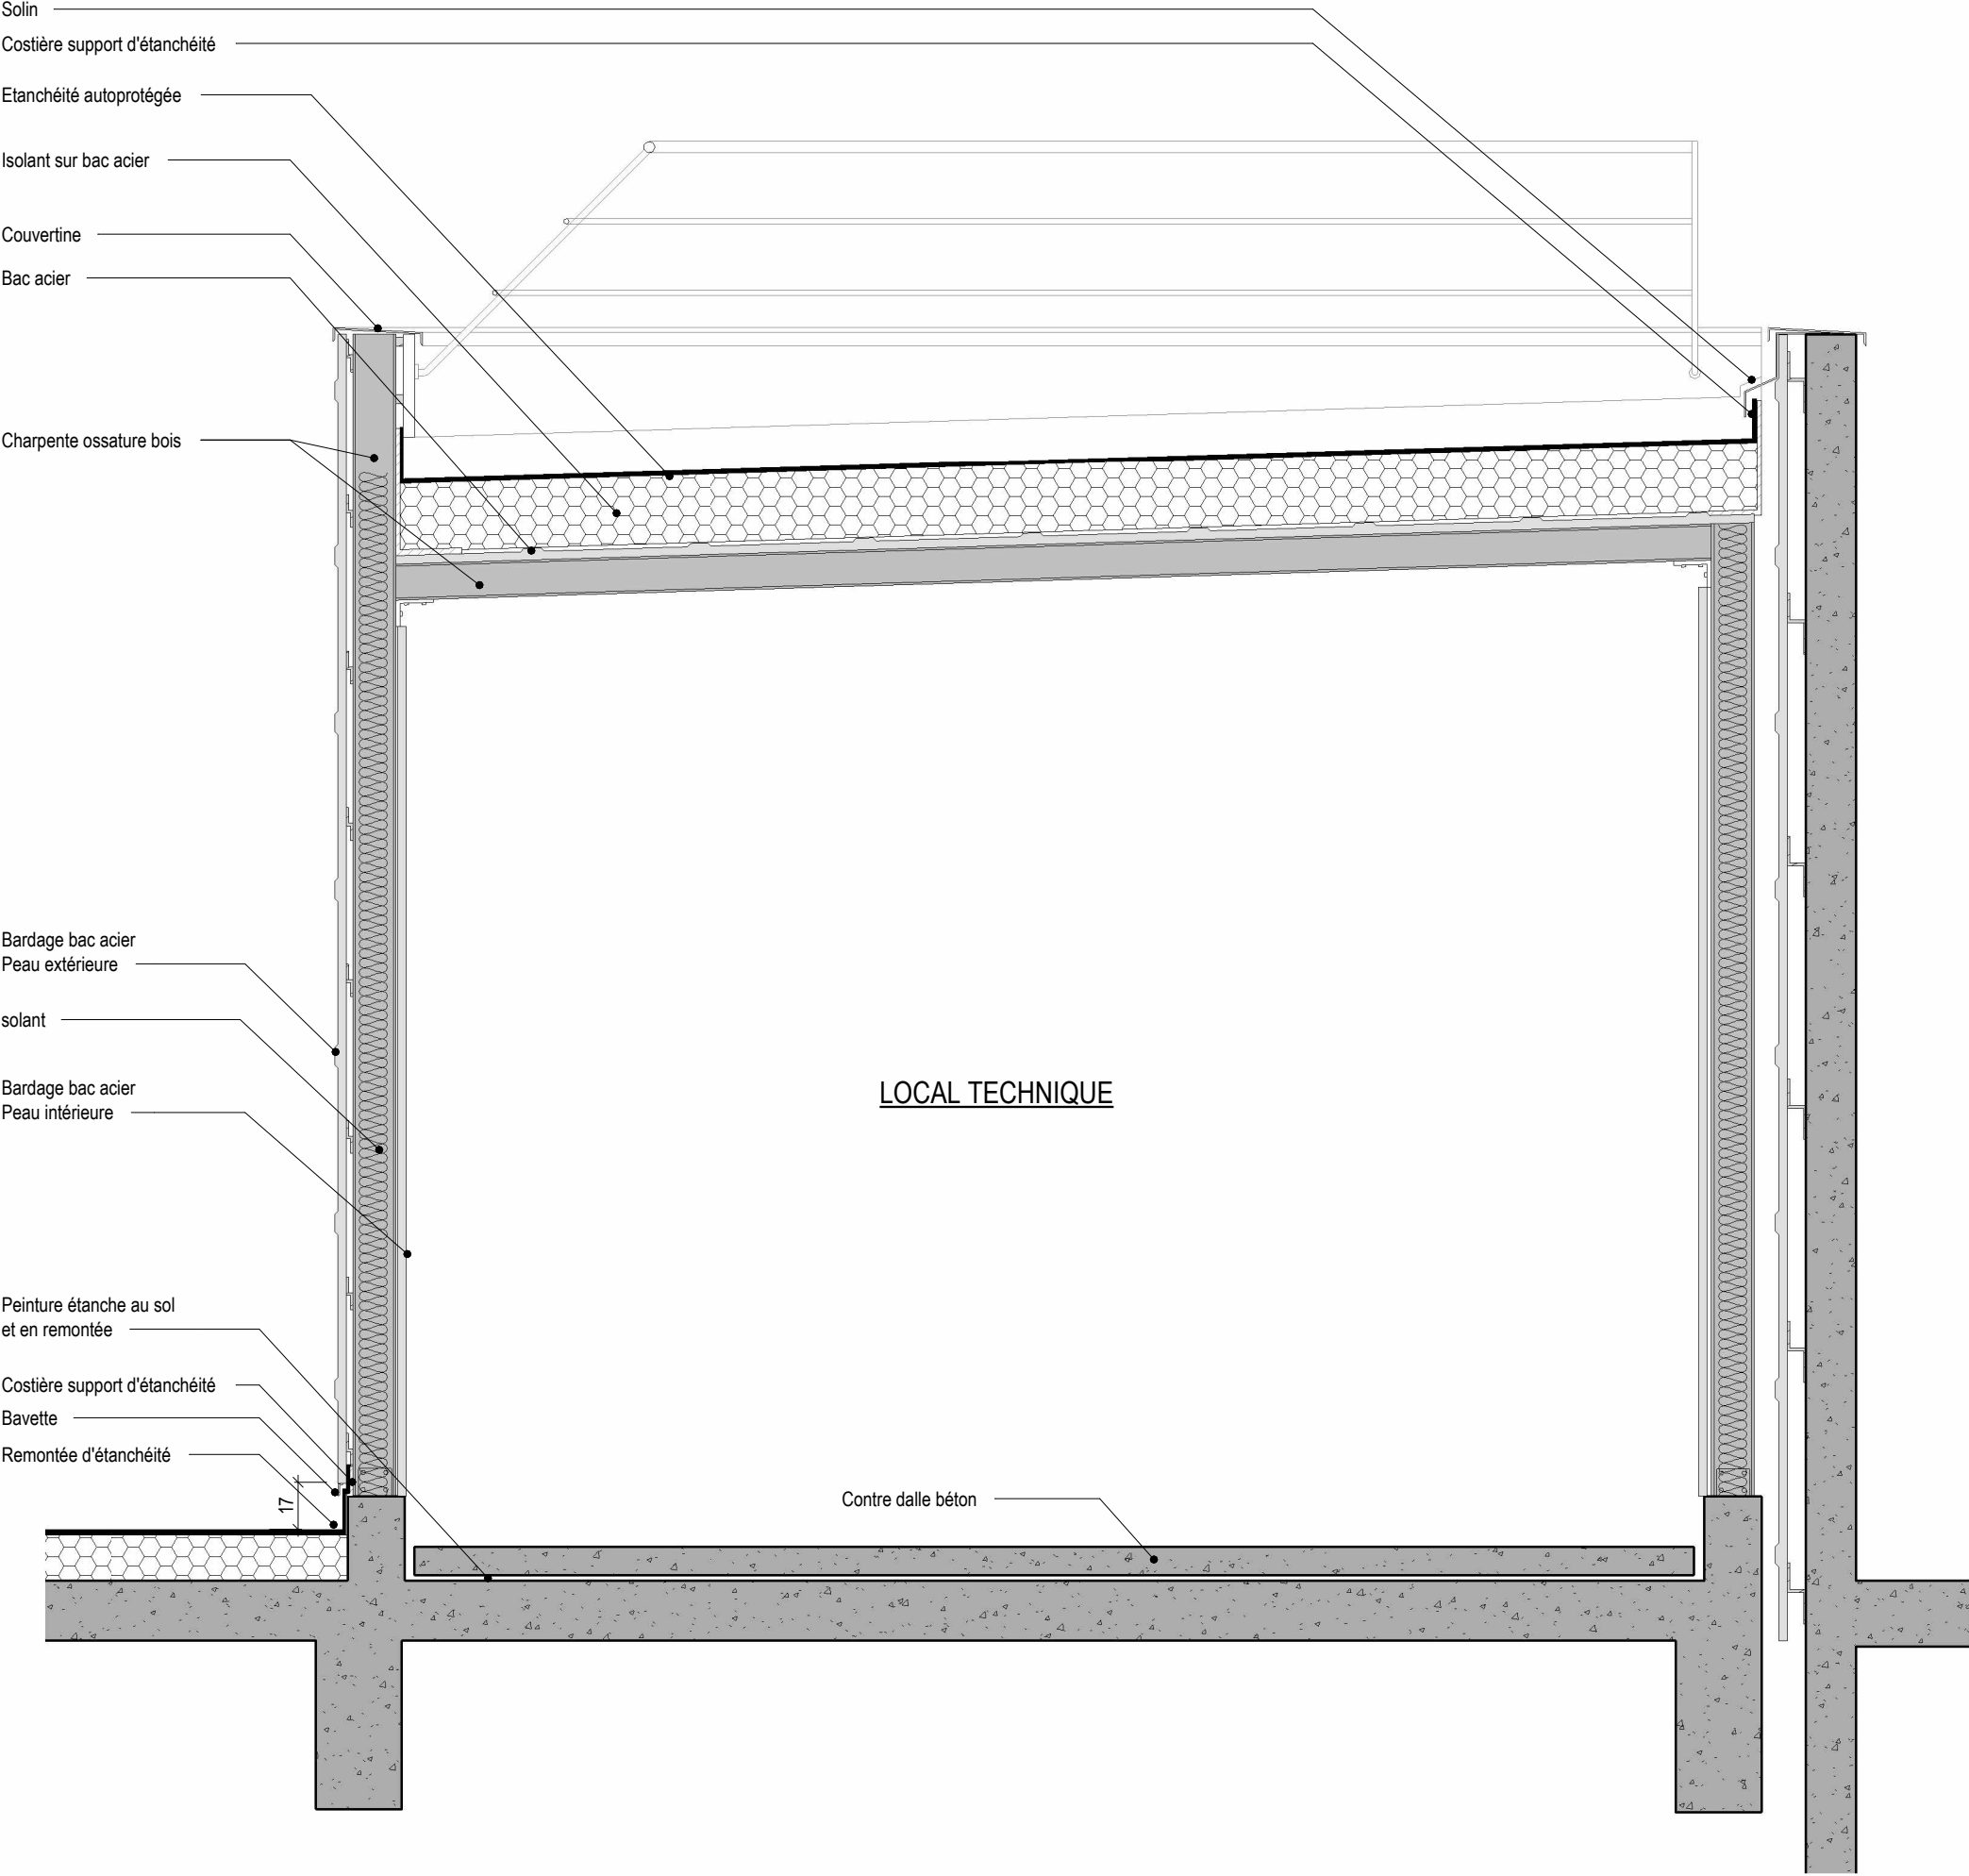 Solin
Costière support d'étanchéité
Etanchéité autoprotégée
Isolant sur bac acier
Couvertine
Bac acier
Charpente ossature bois
Bardage bac acier
Peau extérieure
solant
Bardage bac acier
Peau intérieure
LOCAL TECHNIQUE
Peinture étanche au sol
et en remontée
Costière support d'étanchéité
Bavette
Remontée d'étanchéité
17
Contre dalle béton